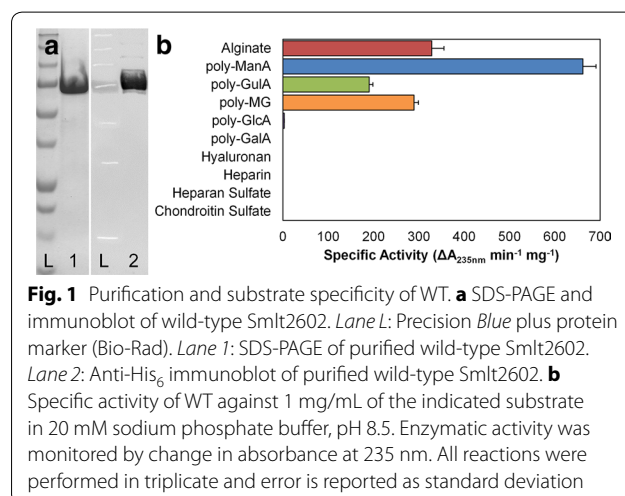 a
b
L 1 L 2
Alginate
poly-ManA
poly-GulA
poly-MG
poly-GlcA
poly-GalA
Hyaluronan
Heparin
Heparan Sulfate
Chondroitin Sulfate
0 100 200 300 400 500 600 700
Specific Activity (ΔA235nm min-1 mg-1)
Fig. 1 Purification and substrate specificity of WT. a SDS-PAGE and
immunoblot of wild-type Smlt2602. Lane L: Precision Blue plus protein
marker (Bio-Rad). Lane 1: SDS-PAGE of purified wild-type Smlt2602.
Lane 2: Anti-His6 immunoblot of purified wild-type Smlt2602. b
Specific activity of WT against 1 mg/mL of the indicated substrate
in 20 mM sodium phosphate buffer, pH 8.5. Enzymatic activity was
monitored by change in absorbance at 235 nm. All reactions were
performed in triplicate and error is reported as standard deviation